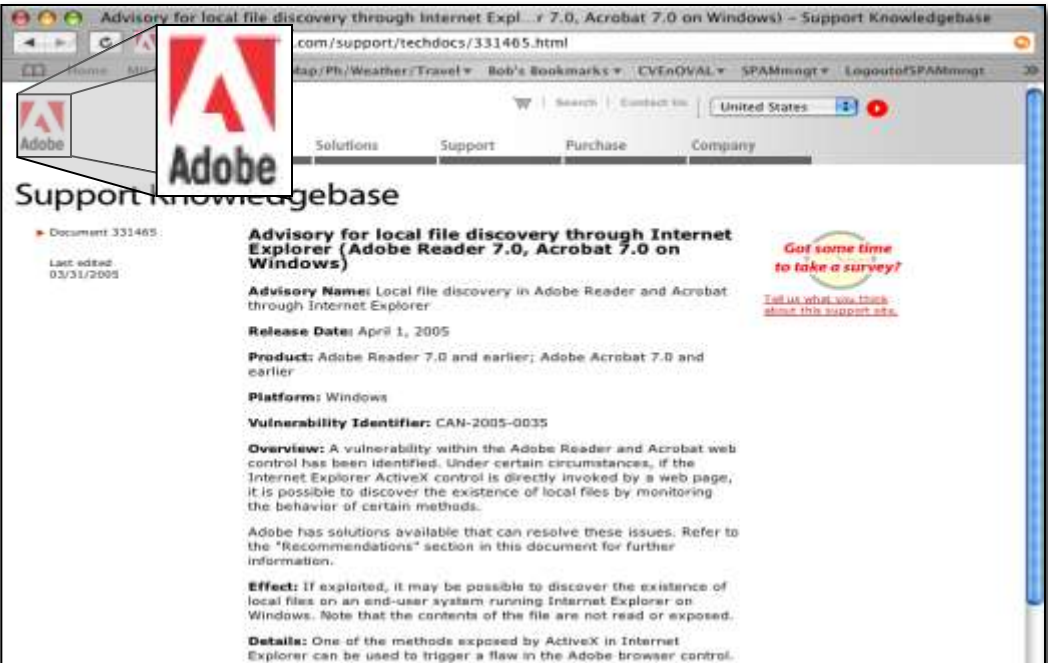 Advisory for local file discovery through Internet Expl...r 7.0, Acrobat 7.0 on Windows) – Support Knowledgebase
.com/support/techdocs/331465.html
Home Map/Ph/Weather/Travel Bob's Bookmarks CVEnOVAL SPAMmngt LogoutofSPAMmngt
Adobe
Adobe
Search | Contact Us | United States
Solutions Support Purchase Company
Support Knowledgebase
Document 331465
Last edited
03/31/2005
Advisory for local file discovery through Internet
Explorer (Adobe Reader 7.0, Acrobat 7.0 on
Windows)
Advisory Name: Local file discovery in Adobe Reader and Acrobat
through Internet Explorer
Release Date: April 1, 2005
Product: Adobe Reader 7.0 and earlier; Adobe Acrobat 7.0 and
earlier
Platform: Windows
Vulnerability Identifier: CAN-2005-0035
Overview: A vulnerability within the Adobe Reader and Acrobat web
control has been identified. Under certain circumstances, if the
Internet Explorer ActiveX control is directly invoked by a web page,
it is possible to discover the existence of local files by monitoring
the behavior of certain methods.
Adobe has solutions available that can resolve these issues. Refer to
the "Recommendations" section in this document for further
information.
Effect: If exploited, it may be possible to discover the existence of
local files on an end-user system running Internet Explorer on
Windows. Note that the contents of the file are not read or exposed.
Details: One of the methods exposed by ActiveX in Internet
Explorer can be used to trigger a flaw in the Adobe browser control.
Got some time
to take a survey?
Tell us what you think
about this support site.